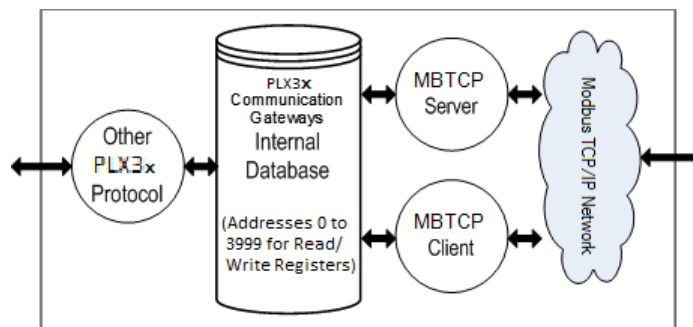 Other
PLX3x
Protocol
PLX3x
Communication
Gateways
Internal
Database
(Addresses 0 to
3999 for Read/
Write Registers)
MBTCP
Server
MBTCP
Client
Modbus TCP/IP Network